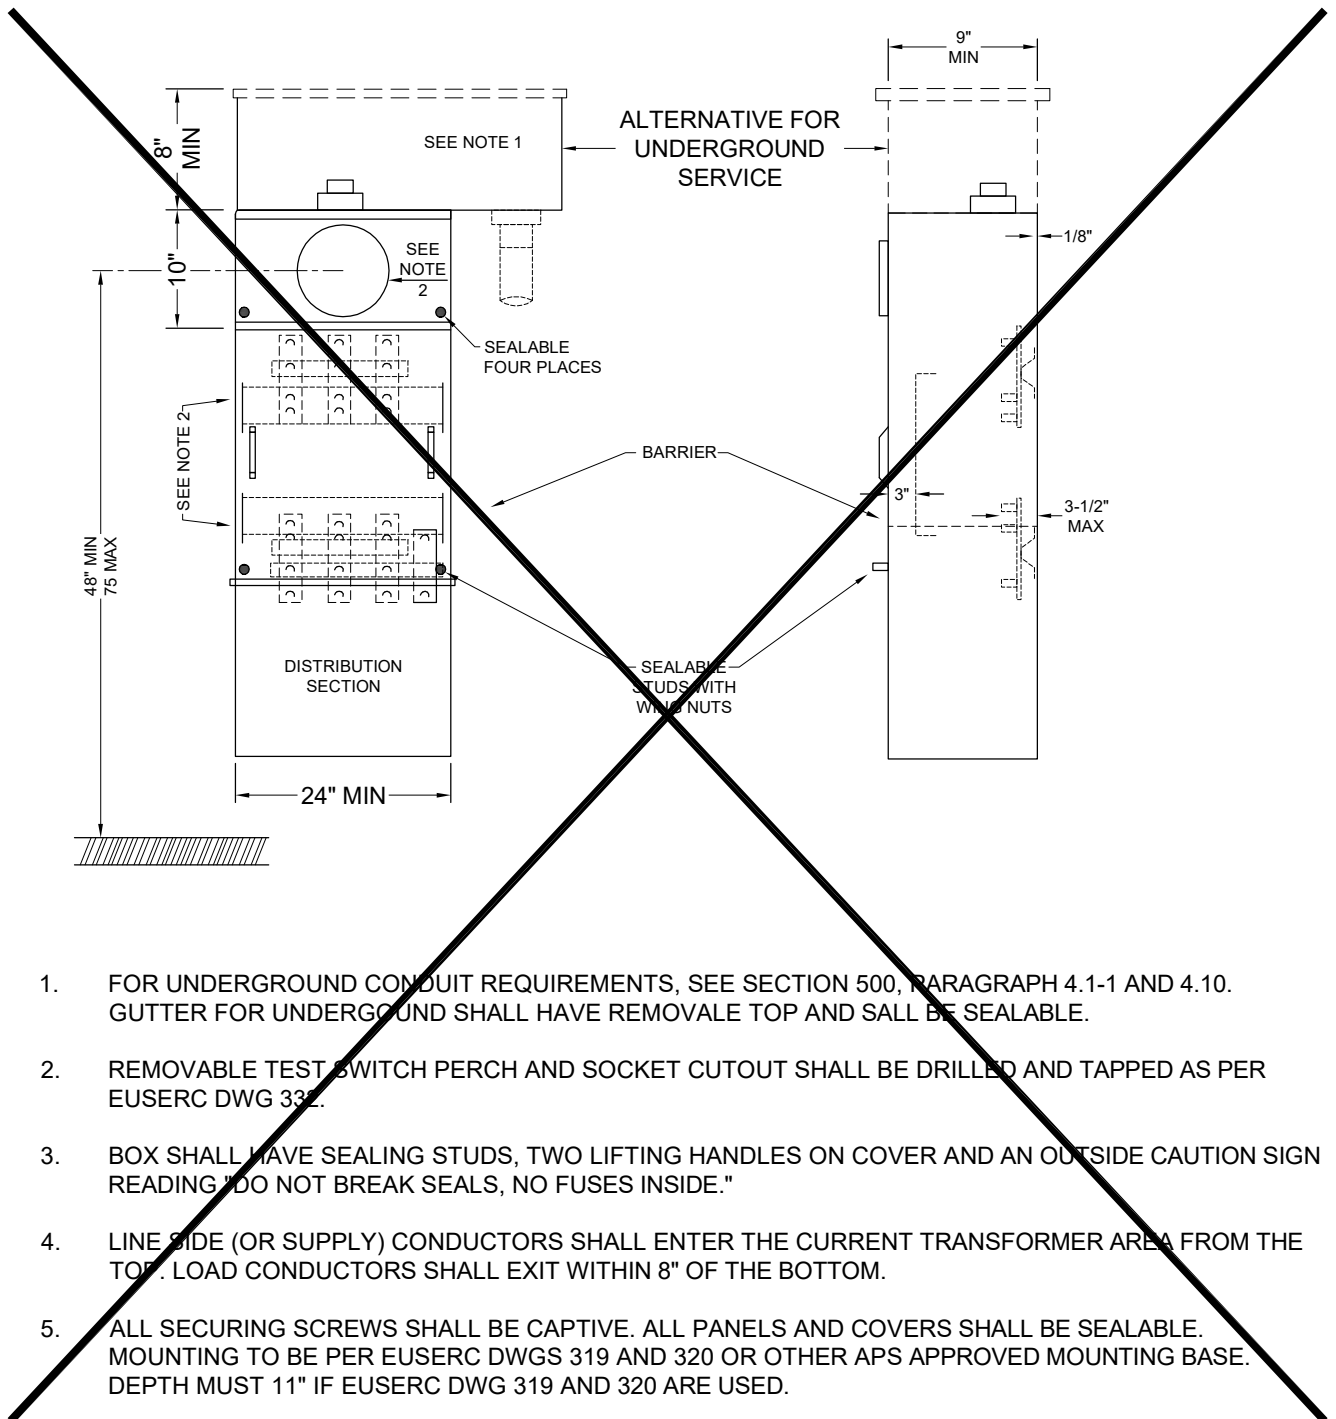 9"
MIN
8"
MIN
SEE NOTE 1
ALTERNATIVE FOR
UNDERGROUND
SERVICE
1/8"
10"
SEE
NOTE
2
SEALABLE
FOUR PLACES
SEE NOTE 2
BARRIER
3"
3-1/2"
MAX
48" MIN
75 MAX
DISTRIBUTION
SECTION
SEALABLE
STUDS WITH
WING NUTS
24" MIN
1. FOR UNDERGROUND CONDUIT REQUIREMENTS, SEE SECTION 500, PARAGRAPH 4.1-1 AND 4.10.
GUTTER FOR UNDERGOUND SHALL HAVE REMOVALE TOP AND SALL BE SEALABLE.
2. REMOVABLE TEST SWITCH PERCH AND SOCKET CUTOUT SHALL BE DRILLED AND TAPPED AS PER
EUSERC DWG 332.
3. BOX SHALL HAVE SEALING STUDS, TWO LIFTING HANDLES ON COVER AND AN OUTSIDE CAUTION SIGN
READING "DO NOT BREAK SEALS, NO FUSES INSIDE."
4. LINE SIDE (OR SUPPLY) CONDUCTORS SHALL ENTER THE CURRENT TRANSFORMER AREA FROM THE
TOP. LOAD CONDUCTORS SHALL EXIT WITHIN 8" OF THE BOTTOM.
5. ALL SECURING SCREWS SHALL BE CAPTIVE. ALL PANELS AND COVERS SHALL BE SEALABLE.
MOUNTING TO BE PER EUSERC DWGS 319 AND 320 OR OTHER APS APPROVED MOUNTING BASE.
DEPTH MUST 11" IF EUSERC DWG 319 AND 320 ARE USED.